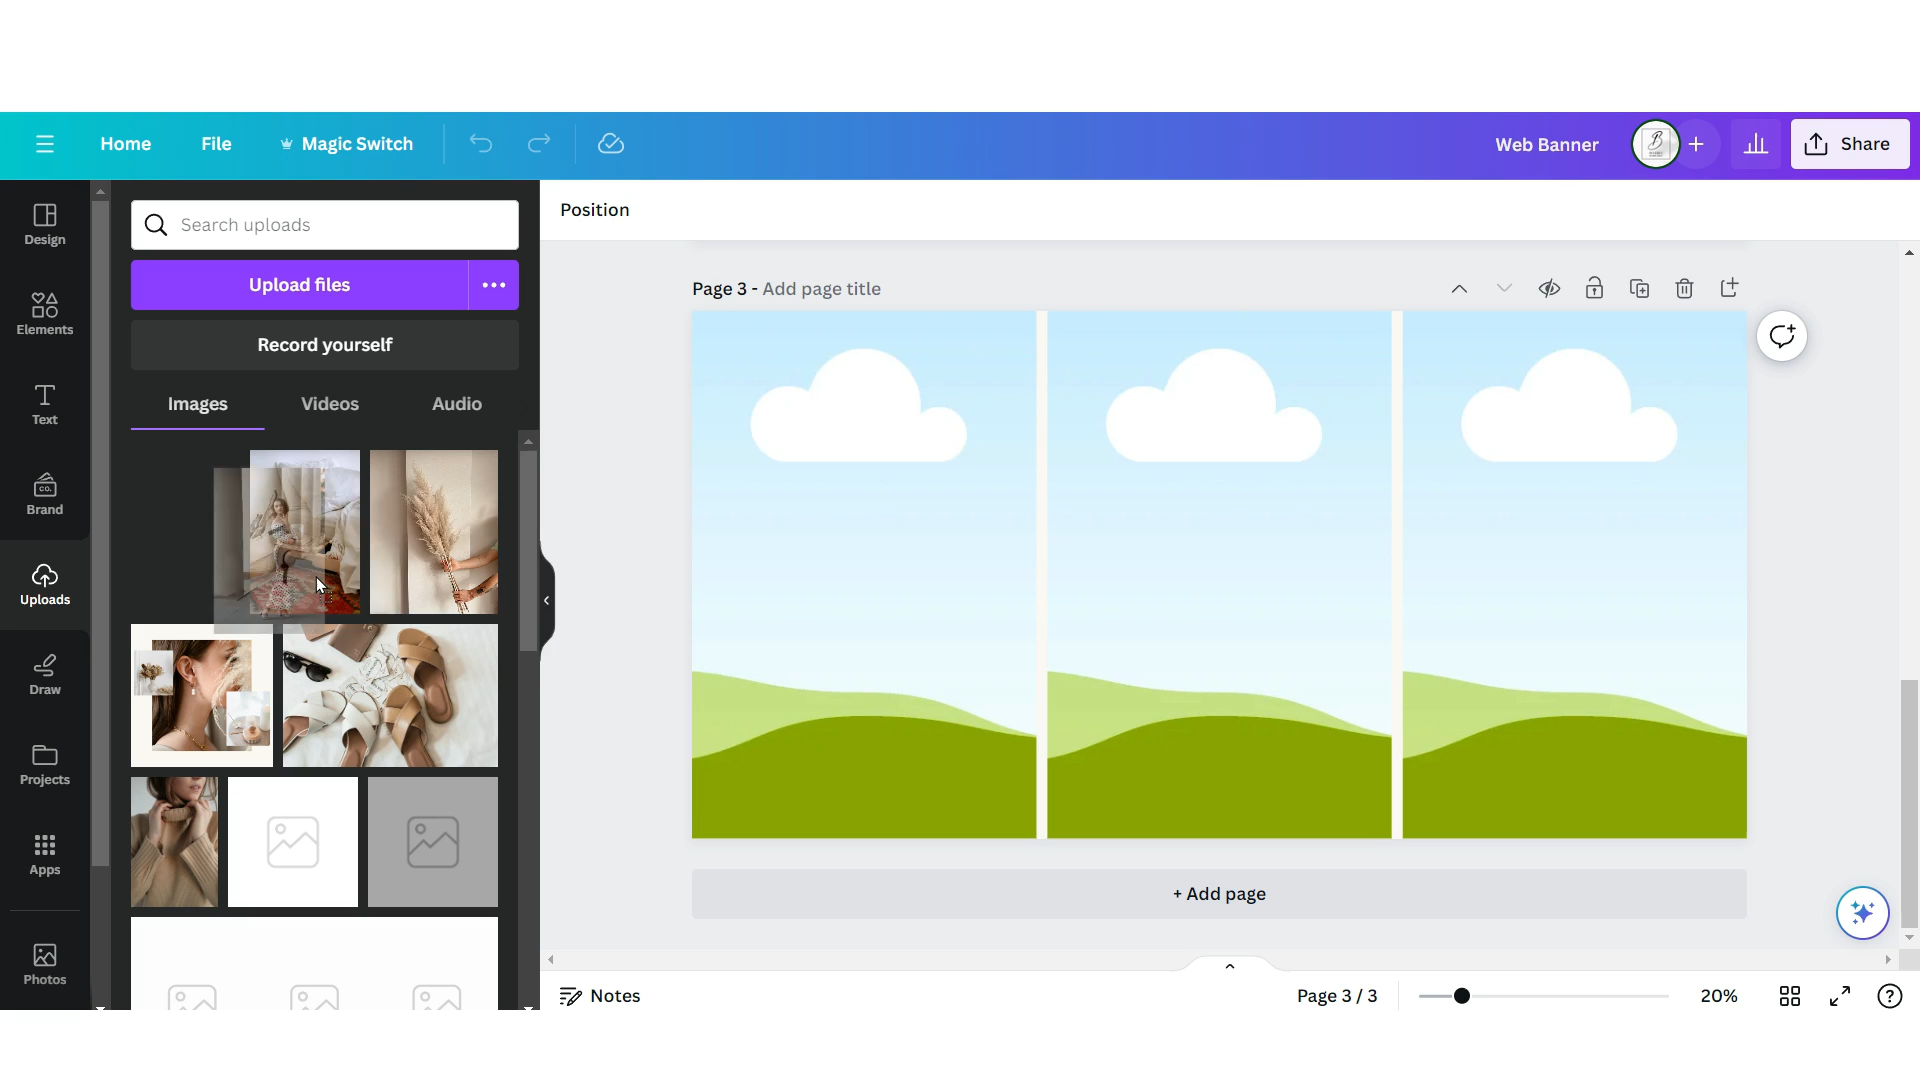 Home File Magic Switch Web Banner Share
Design
Elements
Text
CO.
Brand
Uploads
Draw
Projects
Apps
Photos
Search uploads
Upload files
Record yourself
Images Videos Audio
Position
Page 3 - Add page title
+ Add page
Notes Page 3 / 3 20%